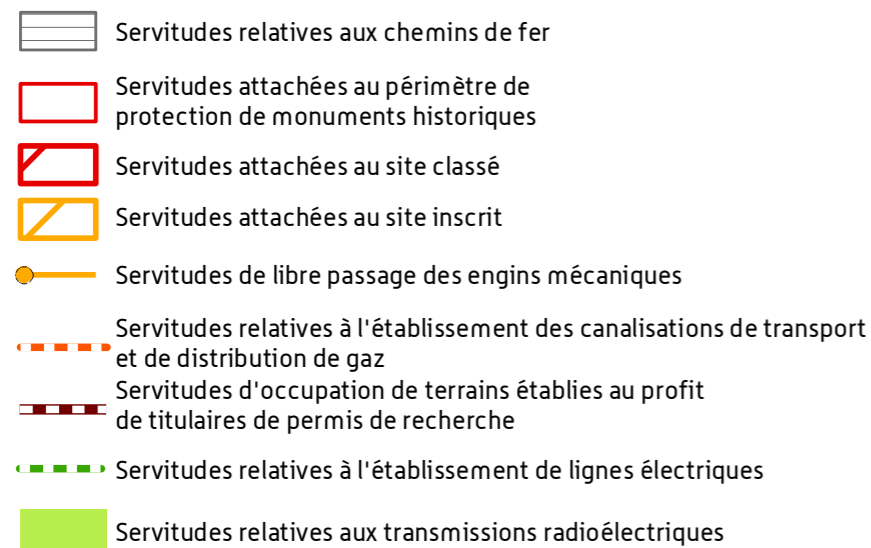 Servitudes relatives aux chemins de fer
Servitudes attachées au périmètre de
protection de monuments historiques
Servitudes attachées au site classé
Servitudes attachées au site inscrit
Servitudes de libre passage des engins mécaniques
Servitudes relatives à l'établissement des canalisations de transport
et de distribution de gaz
Servitudes d'occupation de terrains établies au profit
de titulaires de permis de recherche
Servitudes relatives à l'établissement de lignes électriques
Servitudes relatives aux transmissions radioélectriques